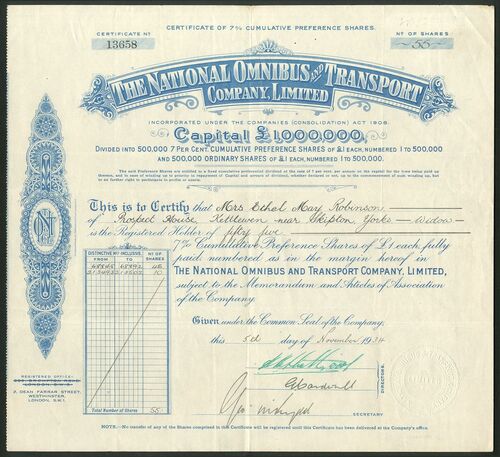 CERTIFICATE OF 7% CUMULATIVE PREFERENCE SHARES.
CERTIFICATE No
13658
No OF SHARES
55
THE NATIONAL OMNIBUS AND TRANSPORT
COMPANY, LIMITED
INCORPORATED UNDER THE COMPANIES (CONSOLIDATION) ACT 1908.
Capital £1,000,000,
DIVIDED INTO 500,000 7 PER CENT. CUMULATIVE PREFERENCE SHARES OF £1 EACH, NUMBERED 1 TO 500,000
AND 500,000 ORDINARY SHARES OF £1 EACH, NUMBERED 1 TO 500,000.
This is to Certify that Mrs Ethel May Robinson
of Prospect House, Kettlewell near Skipton Yorks — Widow
is the Registered Holder of fifty five
7% Cumulative Preference Shares of £1 each fully
paid numbered as in the margin hereof in
THE NATIONAL OMNIBUS AND TRANSPORT COMPANY, LIMITED,
subject to the Memorandum and Articles of Association
of the Company.
DISTINCTIVE Nos INCLUSIVE.
FROM TO
No OF SHARES
45
10
Total Number of Shares 55
Given under the Common Seal of the Company,
this 5th day of November 1934
DIRECTORS.
SECRETARY
REGISTERED OFFICE:
2, DEAN FARRAR STREET,
WESTMINSTER,
LONDON, S.W.1.
NOTE.—No transfer of any of the Shares comprised in this Certificate will be registered until this Certificate has been delivered at the Company's office.